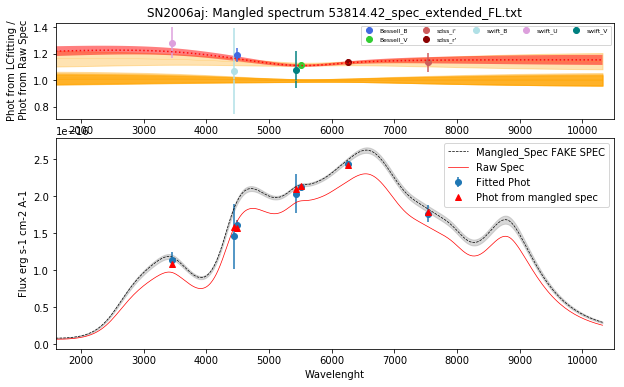 SN2006aj: Mangled spectrum 53814.42_spec_extended_FL.txt
Phot from LCfitting /
Phot from Raw Spec
1.4
1.2
1.0
0.8
Bessell_B
Bessell_V
sdss_i'
sdss_r'
swift_B
swift_U
swift_V
2000 3000 4000 5000 6000 7000 8000 9000 10000
Flux erg s-1 cm-2 A-1
2.5
2.0
1.5
1.0
0.5
0.0
Mangled_Spec FAKE SPEC
Raw Spec
Fitted Phot
Phot from mangled spec
2000 3000 4000 5000 6000 7000 8000 9000 10000
Wavelenght